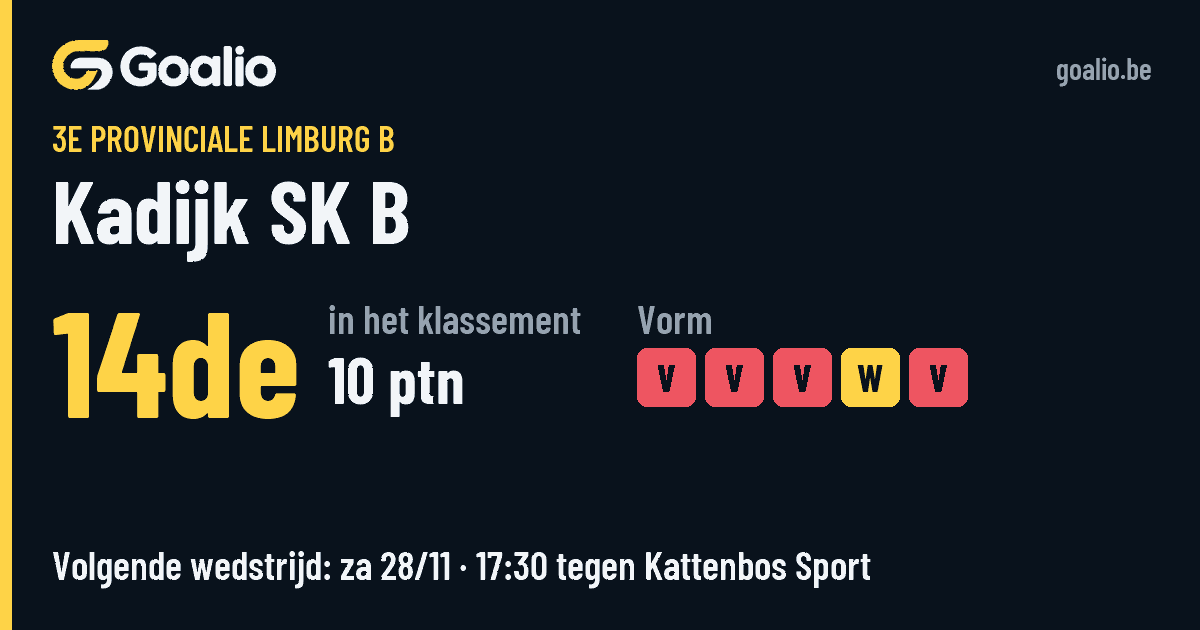 Goalio
goalio.be
3E PROVINCIALE LIMBURG B
Kadijk SK B
14de
in het klassement
10 ptn
Vorm
V V V W V
Volgende wedstrijd: za 28/11 · 17:30 tegen Kattenbos Sport